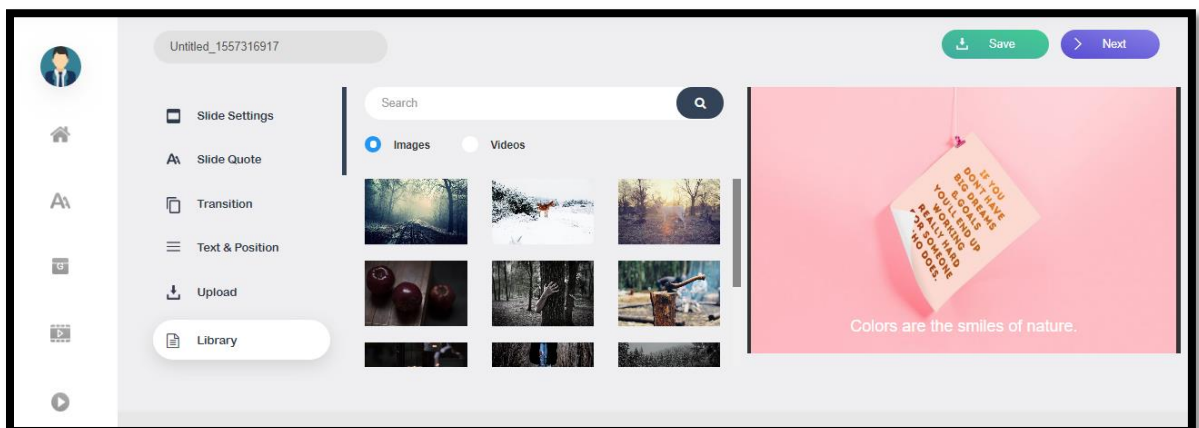 Untitled_1557316917
Save
Next
Slide Settings
Slide Quote
Transition
Text & Position
Upload
Library
Search
Images
Videos
IF YOU
DON'T HAVE
BIG DREAMS
& GOALS
YOU'LL END UP
WORKING
REALLY HARD
FOR SOMEONE
WHO DOES.
Colors are the smiles of nature.